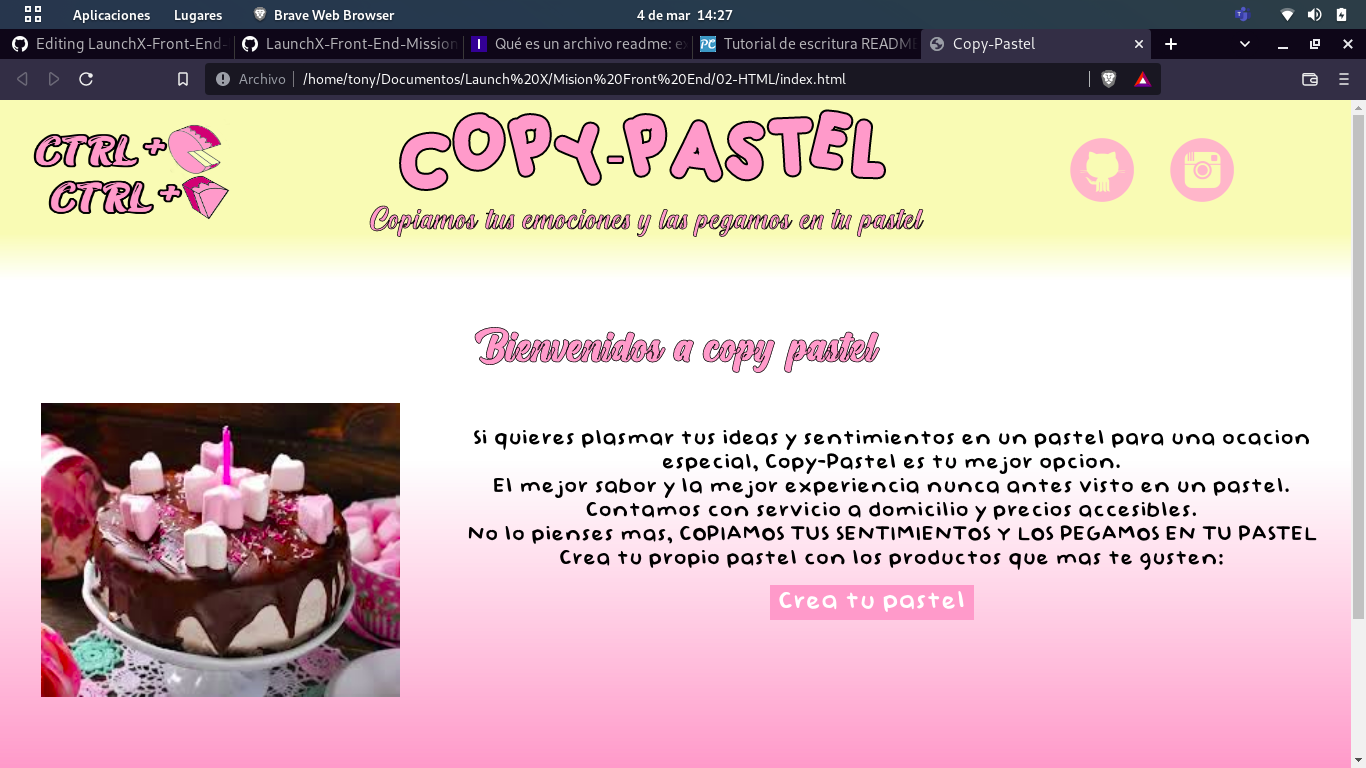 Aplicaciones Lugares Brave Web Browser 4 de mar 14:27
Editing LaunchX-Front-End- LaunchX-Front-End-Mission Qué es un archivo readme: e Tutorial de escritura README Copy-Pastel
Archivo /home/tony/Documentos/Launch%20X/Mision%20Front%20End/02-HTML/index.html
CTRL +
CTRL +
COPY-PASTEL
Copiamos tus emociones y las pegamos en tu pastel
Bienvenidos a copy pastel
Si quieres plasmar tus ideas y sentimientos en un pastel para una ocacion
especial, Copy-Pastel es tu mejor opcion.
El mejor sabor y la mejor experiencia nunca antes visto en un pastel.
Contamos con servicio a domicilio y precios accesibles.
No lo pienses mas, COPIAMOS TUS SENTIMIENTOS Y LOS PEGAMOS EN TU PASTEL
Crea tu propio pastel con los productos que mas te gusten:
Crea tu pastel